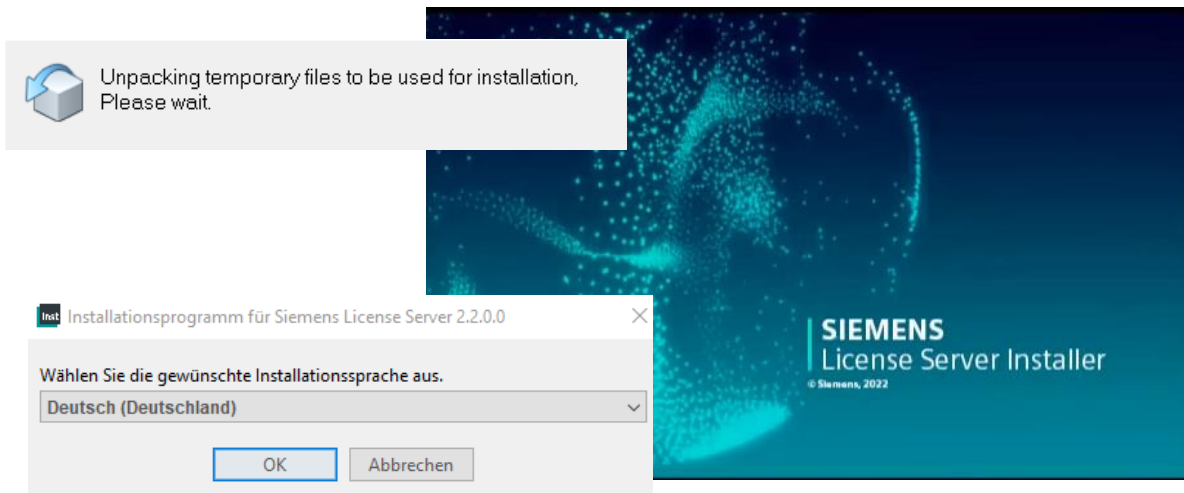 Unpacking temporary files to be used for installation,
Please wait.
SIEMENS
License Server Installer
© Siemens, 2022
Inst Installationsprogramm für Siemens License Server 2.2.0.0
Wählen Sie die gewünschte Installationssprache aus.
Deutsch (Deutschland)
OK Abbrechen